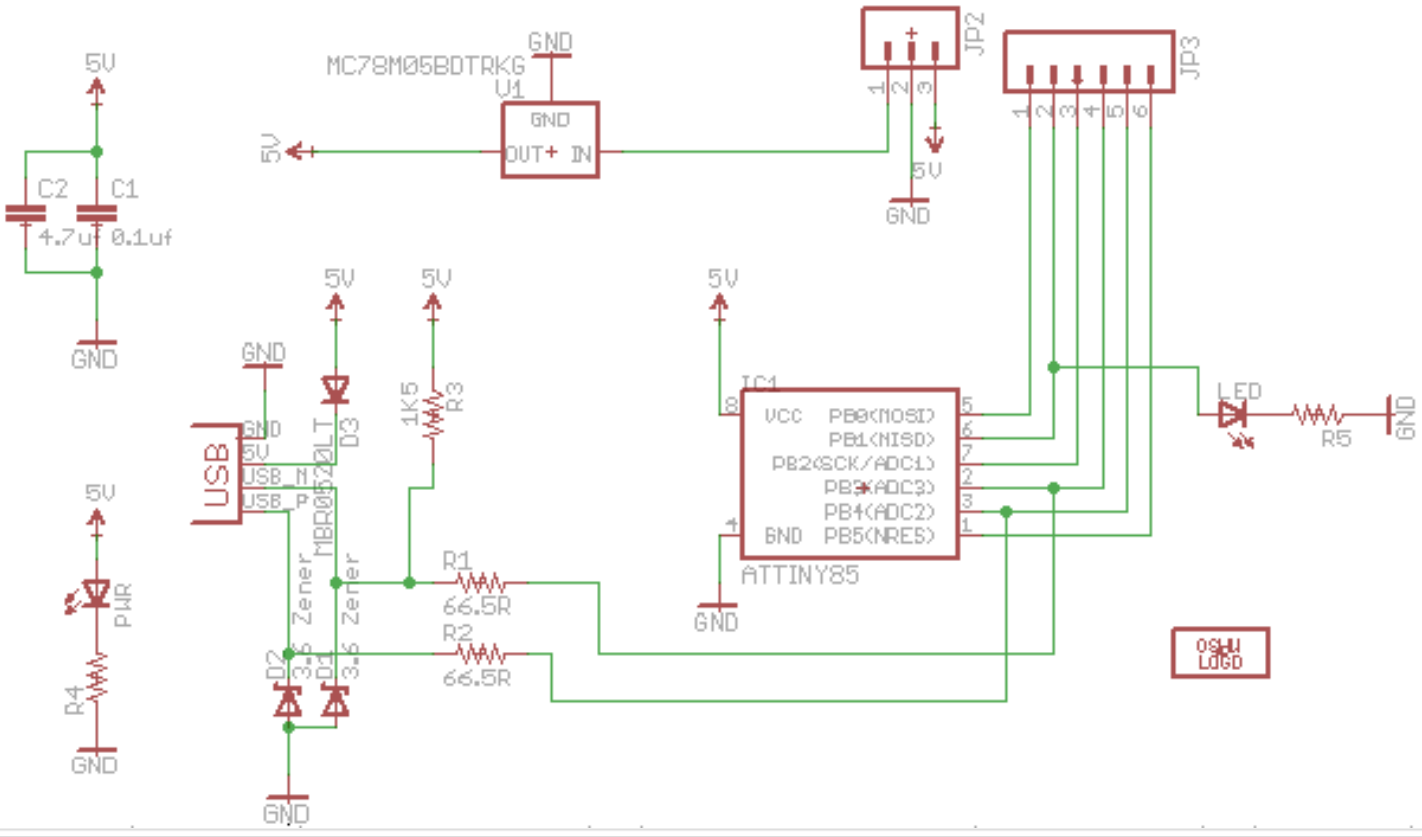 JP2
JP3
GND
MC78M05BDTRKG
V1
GND
OUT
IN
5V
1
2
3
5V
GND
1
2
3
4
5
6
5V
C2
C1
4.7uf
0.1uf
GND
5V
5V
5V
GND
1K5
R3
D3
MBR0520LT
USB
GND
5V
USB_N
USB_P
IC1
8
VCC
4
GND
PB0(MOSI)
PB1(MISO)
PB2(SCK/ADC1)
PB3(ADC3)
PB4(ADC2)
PB5(NRES)
5
6
7
2
3
1
ATTINY85
GND
LED
R5
GND
5V
PWR
R4
GND
R1
66.5R
R2
66.5R
D2
3.6 Zener
D1
3.6 Zener
GND
OSHW
LOGO